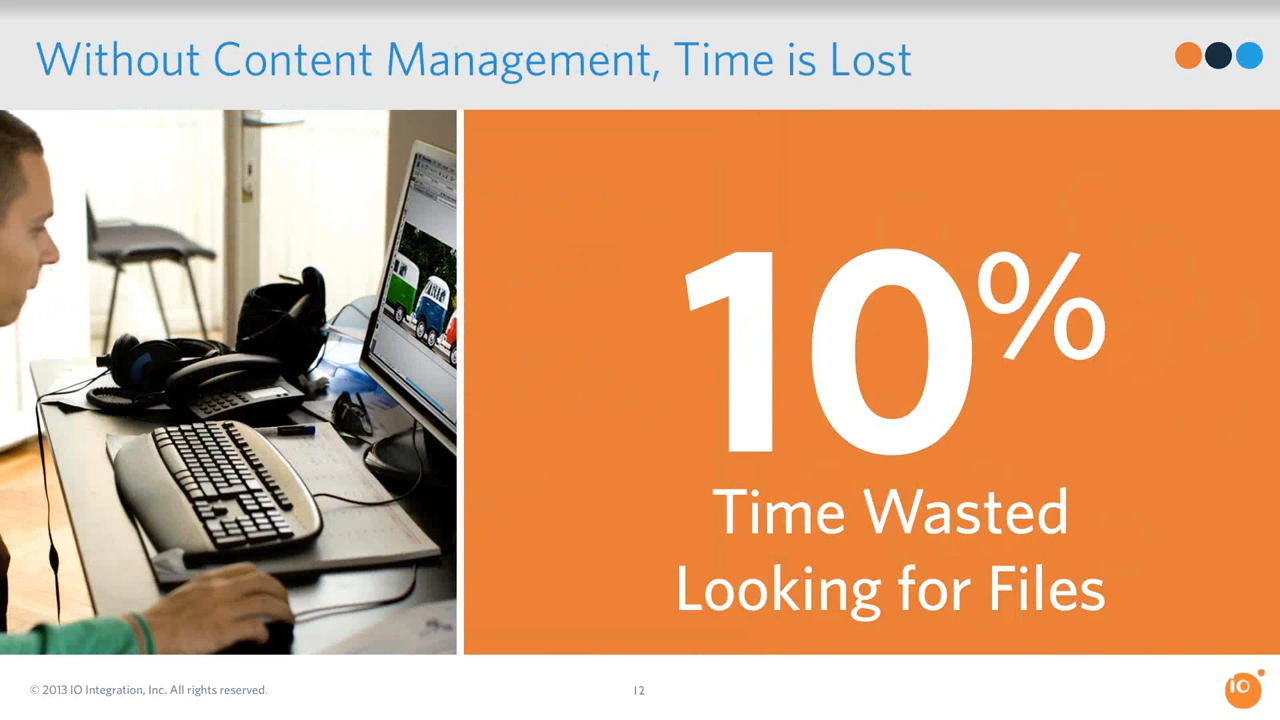 Without Content Management, Time is Lost
10%
Time Wasted
Looking for Files
© 2013 IO Integration, Inc. All rights reserved.
12
iO